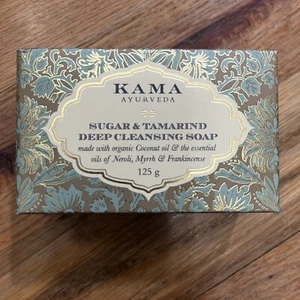 KAMA
AYURVEDA
SUGAR & TAMARIND
DEEP CLEANSING SOAP
made with organic Coconut oil & the essential
oils of Neroli, Myrrh & Frankincense
125 g